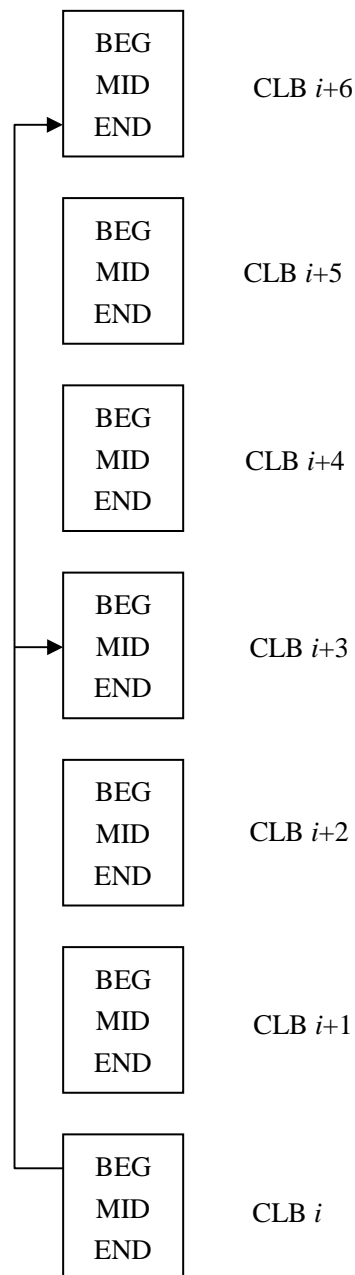 BEG
MID
END
CLB i+6
BEG
MID
END
CLB i+5
BEG
MID
END
CLB i+4
BEG
MID
END
CLB i+3
BEG
MID
END
CLB i+2
BEG
MID
END
CLB i+1
BEG
MID
END
CLB i